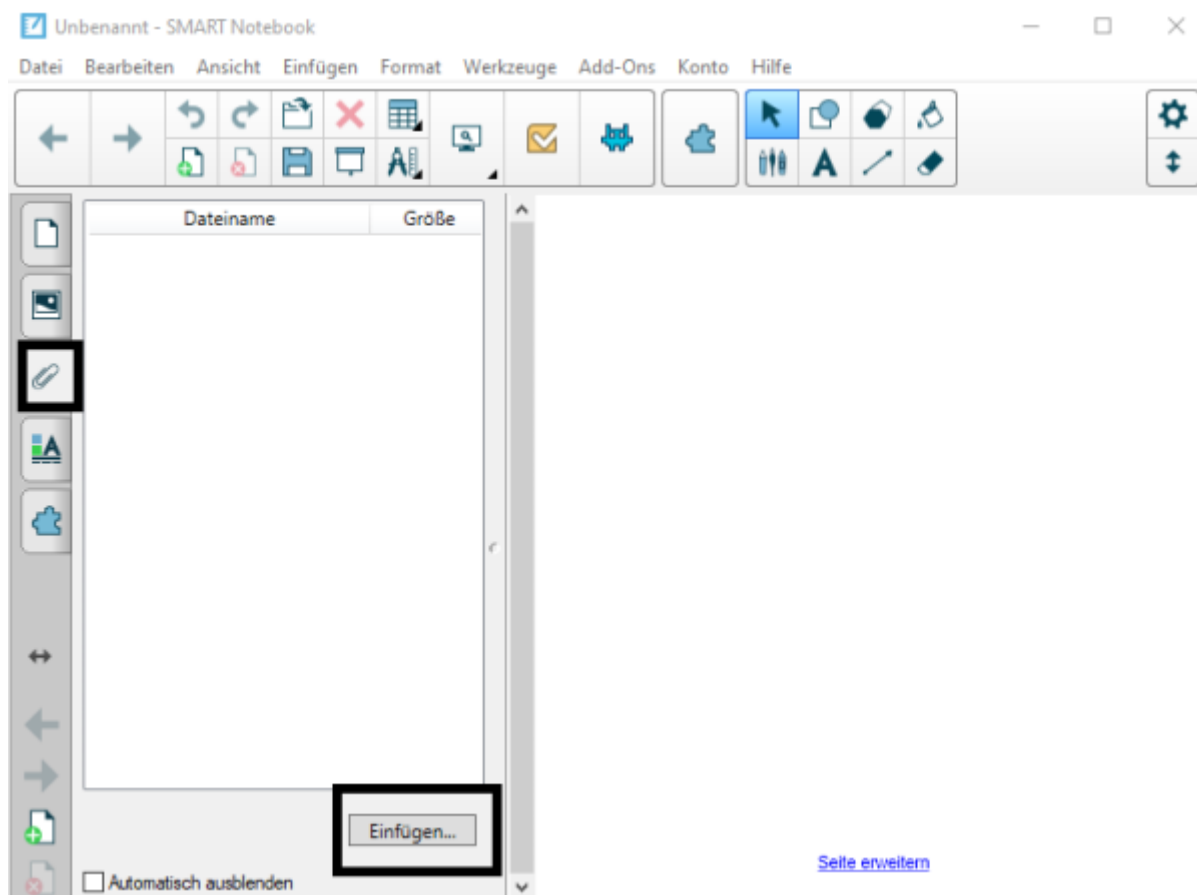 Unbenannt - SMART Notebook
Datei Bearbeiten Ansicht Einfügen Format Werkzeuge Add-Ons Konto Hilfe
Dateiname Größe
Einfügen...
Seite erweitern
Automatisch ausblenden